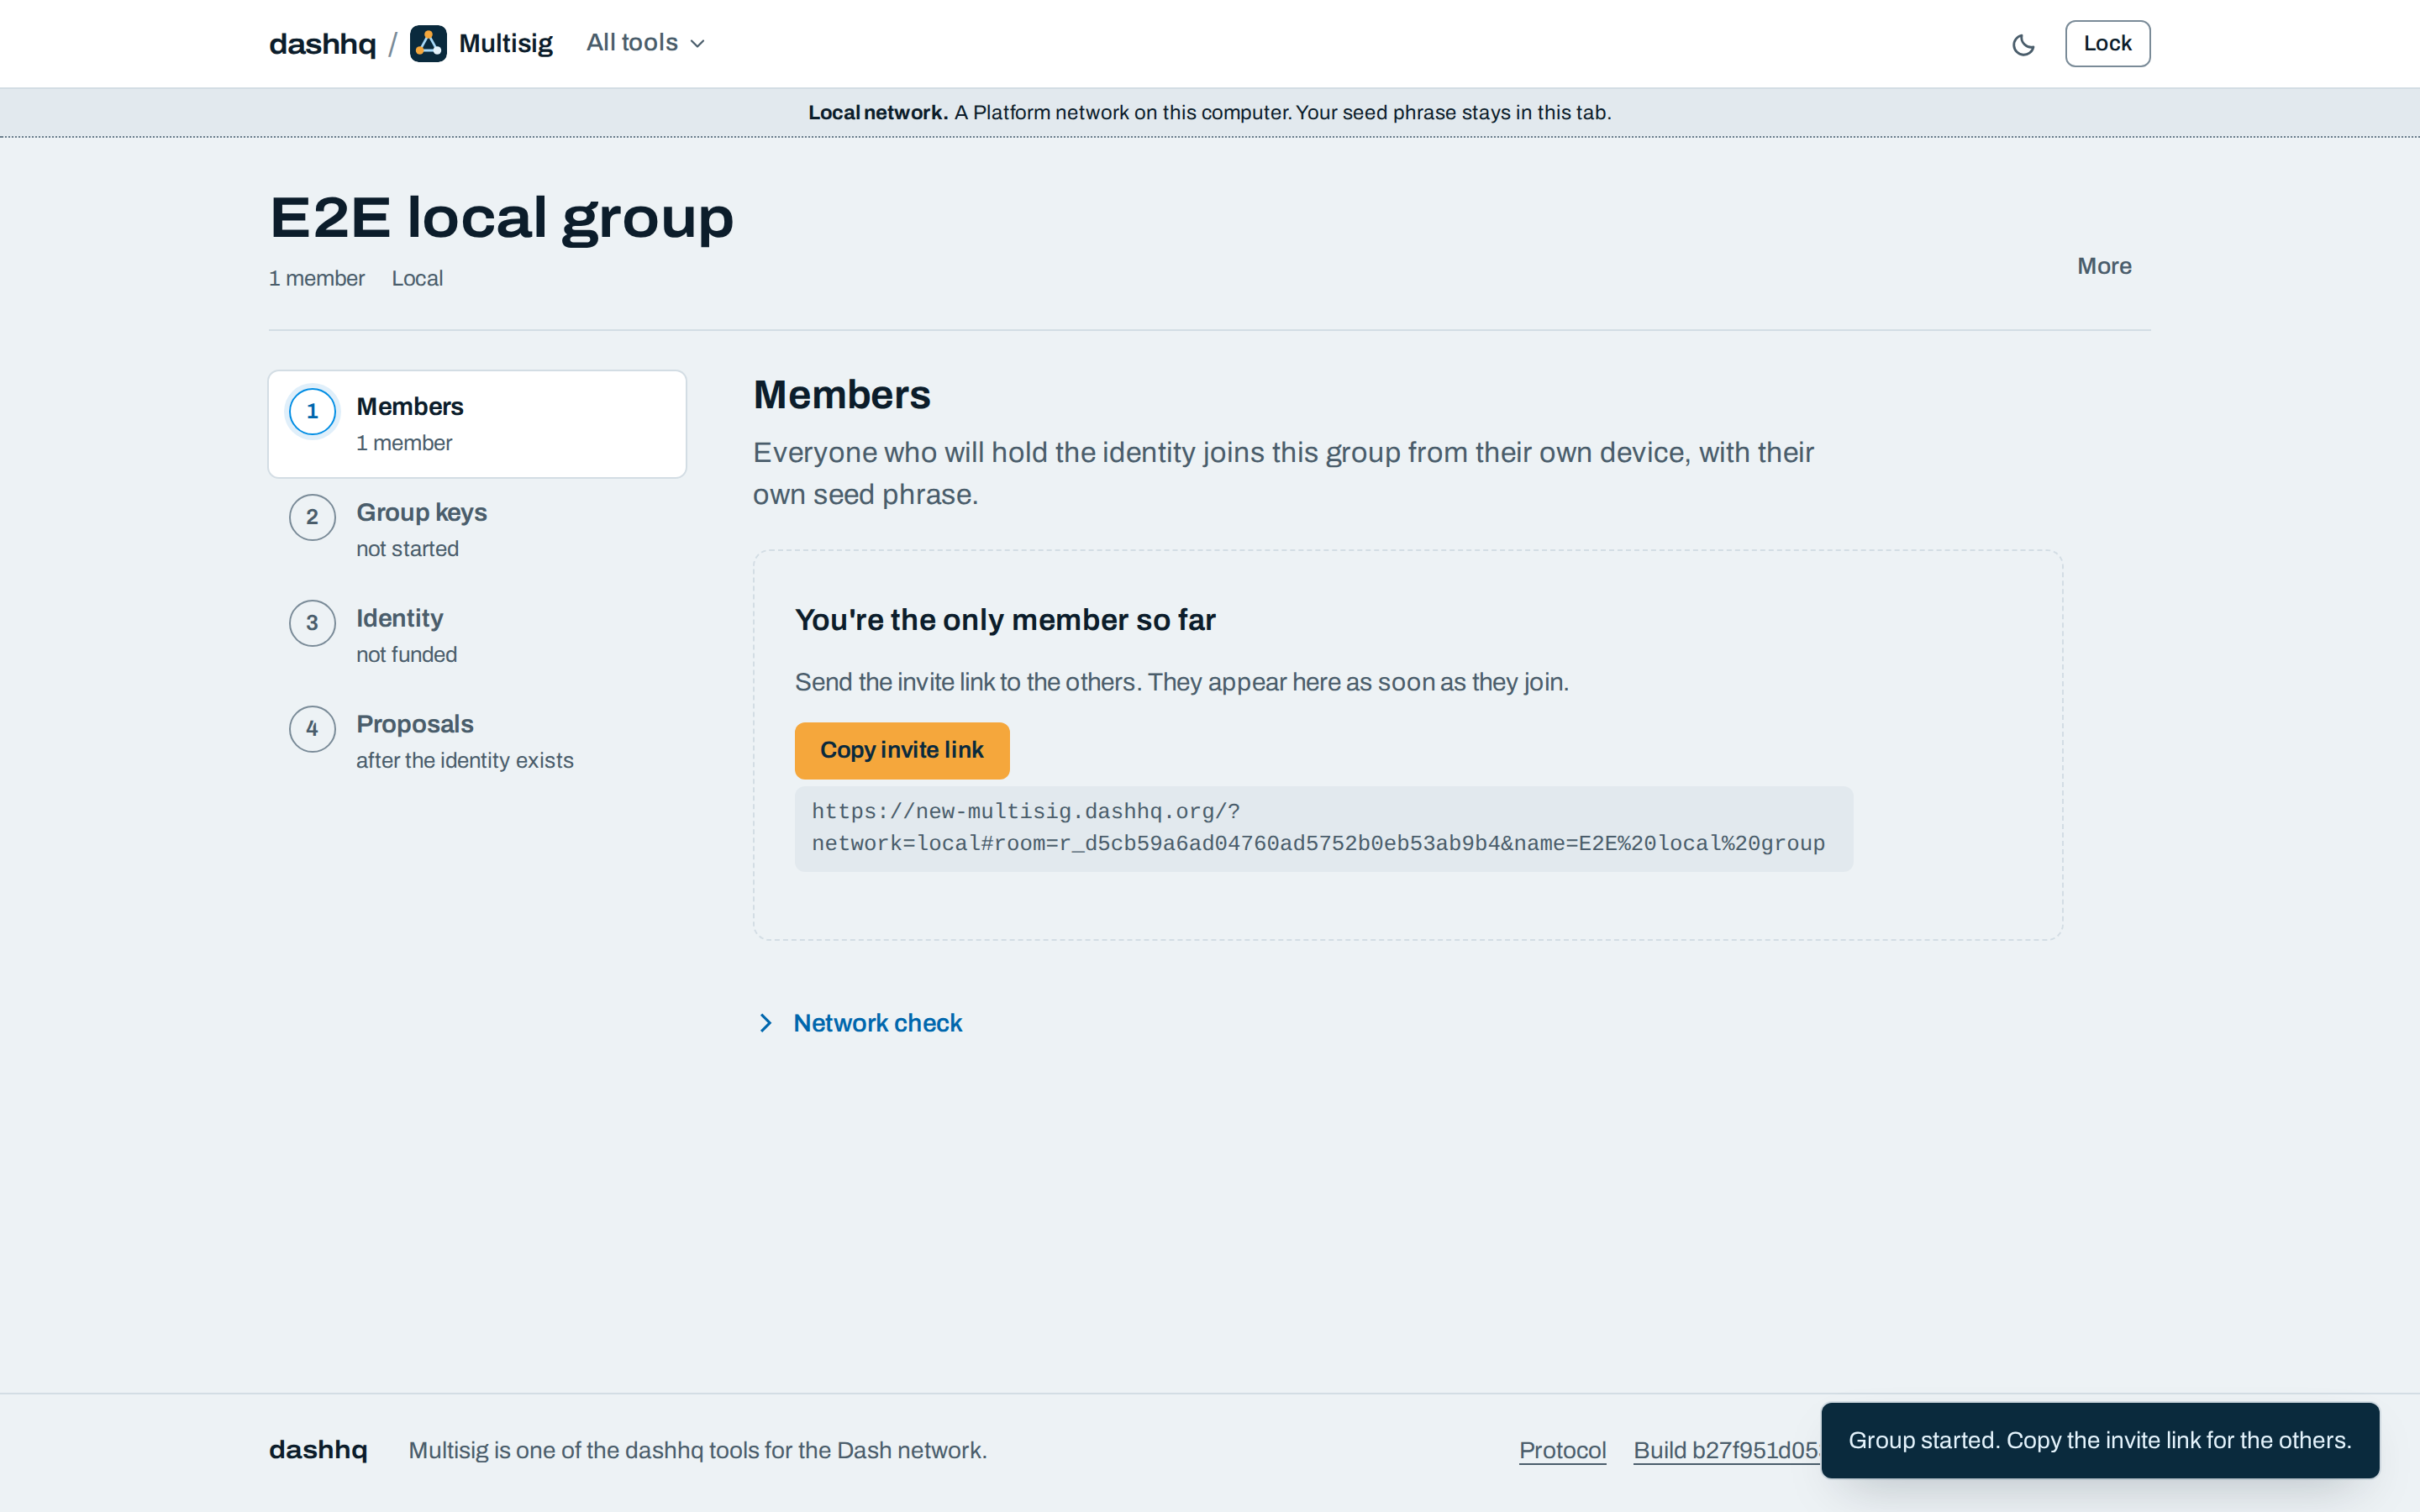 dashhq / Multisig All tools
Lock
Local network. A Platform network on this computer. Your seed phrase stays in this tab.
E2E local group
1 member Local
More
1 Members
1 member
2 Group keys
not started
3 Identity
not funded
4 Proposals
after the identity exists
Members
Everyone who will hold the identity joins this group from their own device, with their
own seed phrase.
You're the only member so far
Send the invite link to the others. They appear here as soon as they join.
Copy invite link
https://new-multisig.dashhq.org/?
network=local#room=r_d5cb59a6ad04760ad5752b0eb53ab9b4&name=E2E%20local%20group
Network check
dashhq Multisig is one of the dashhq tools for the Dash network.
Protocol Build b27f951d05
Group started. Copy the invite link for the others.